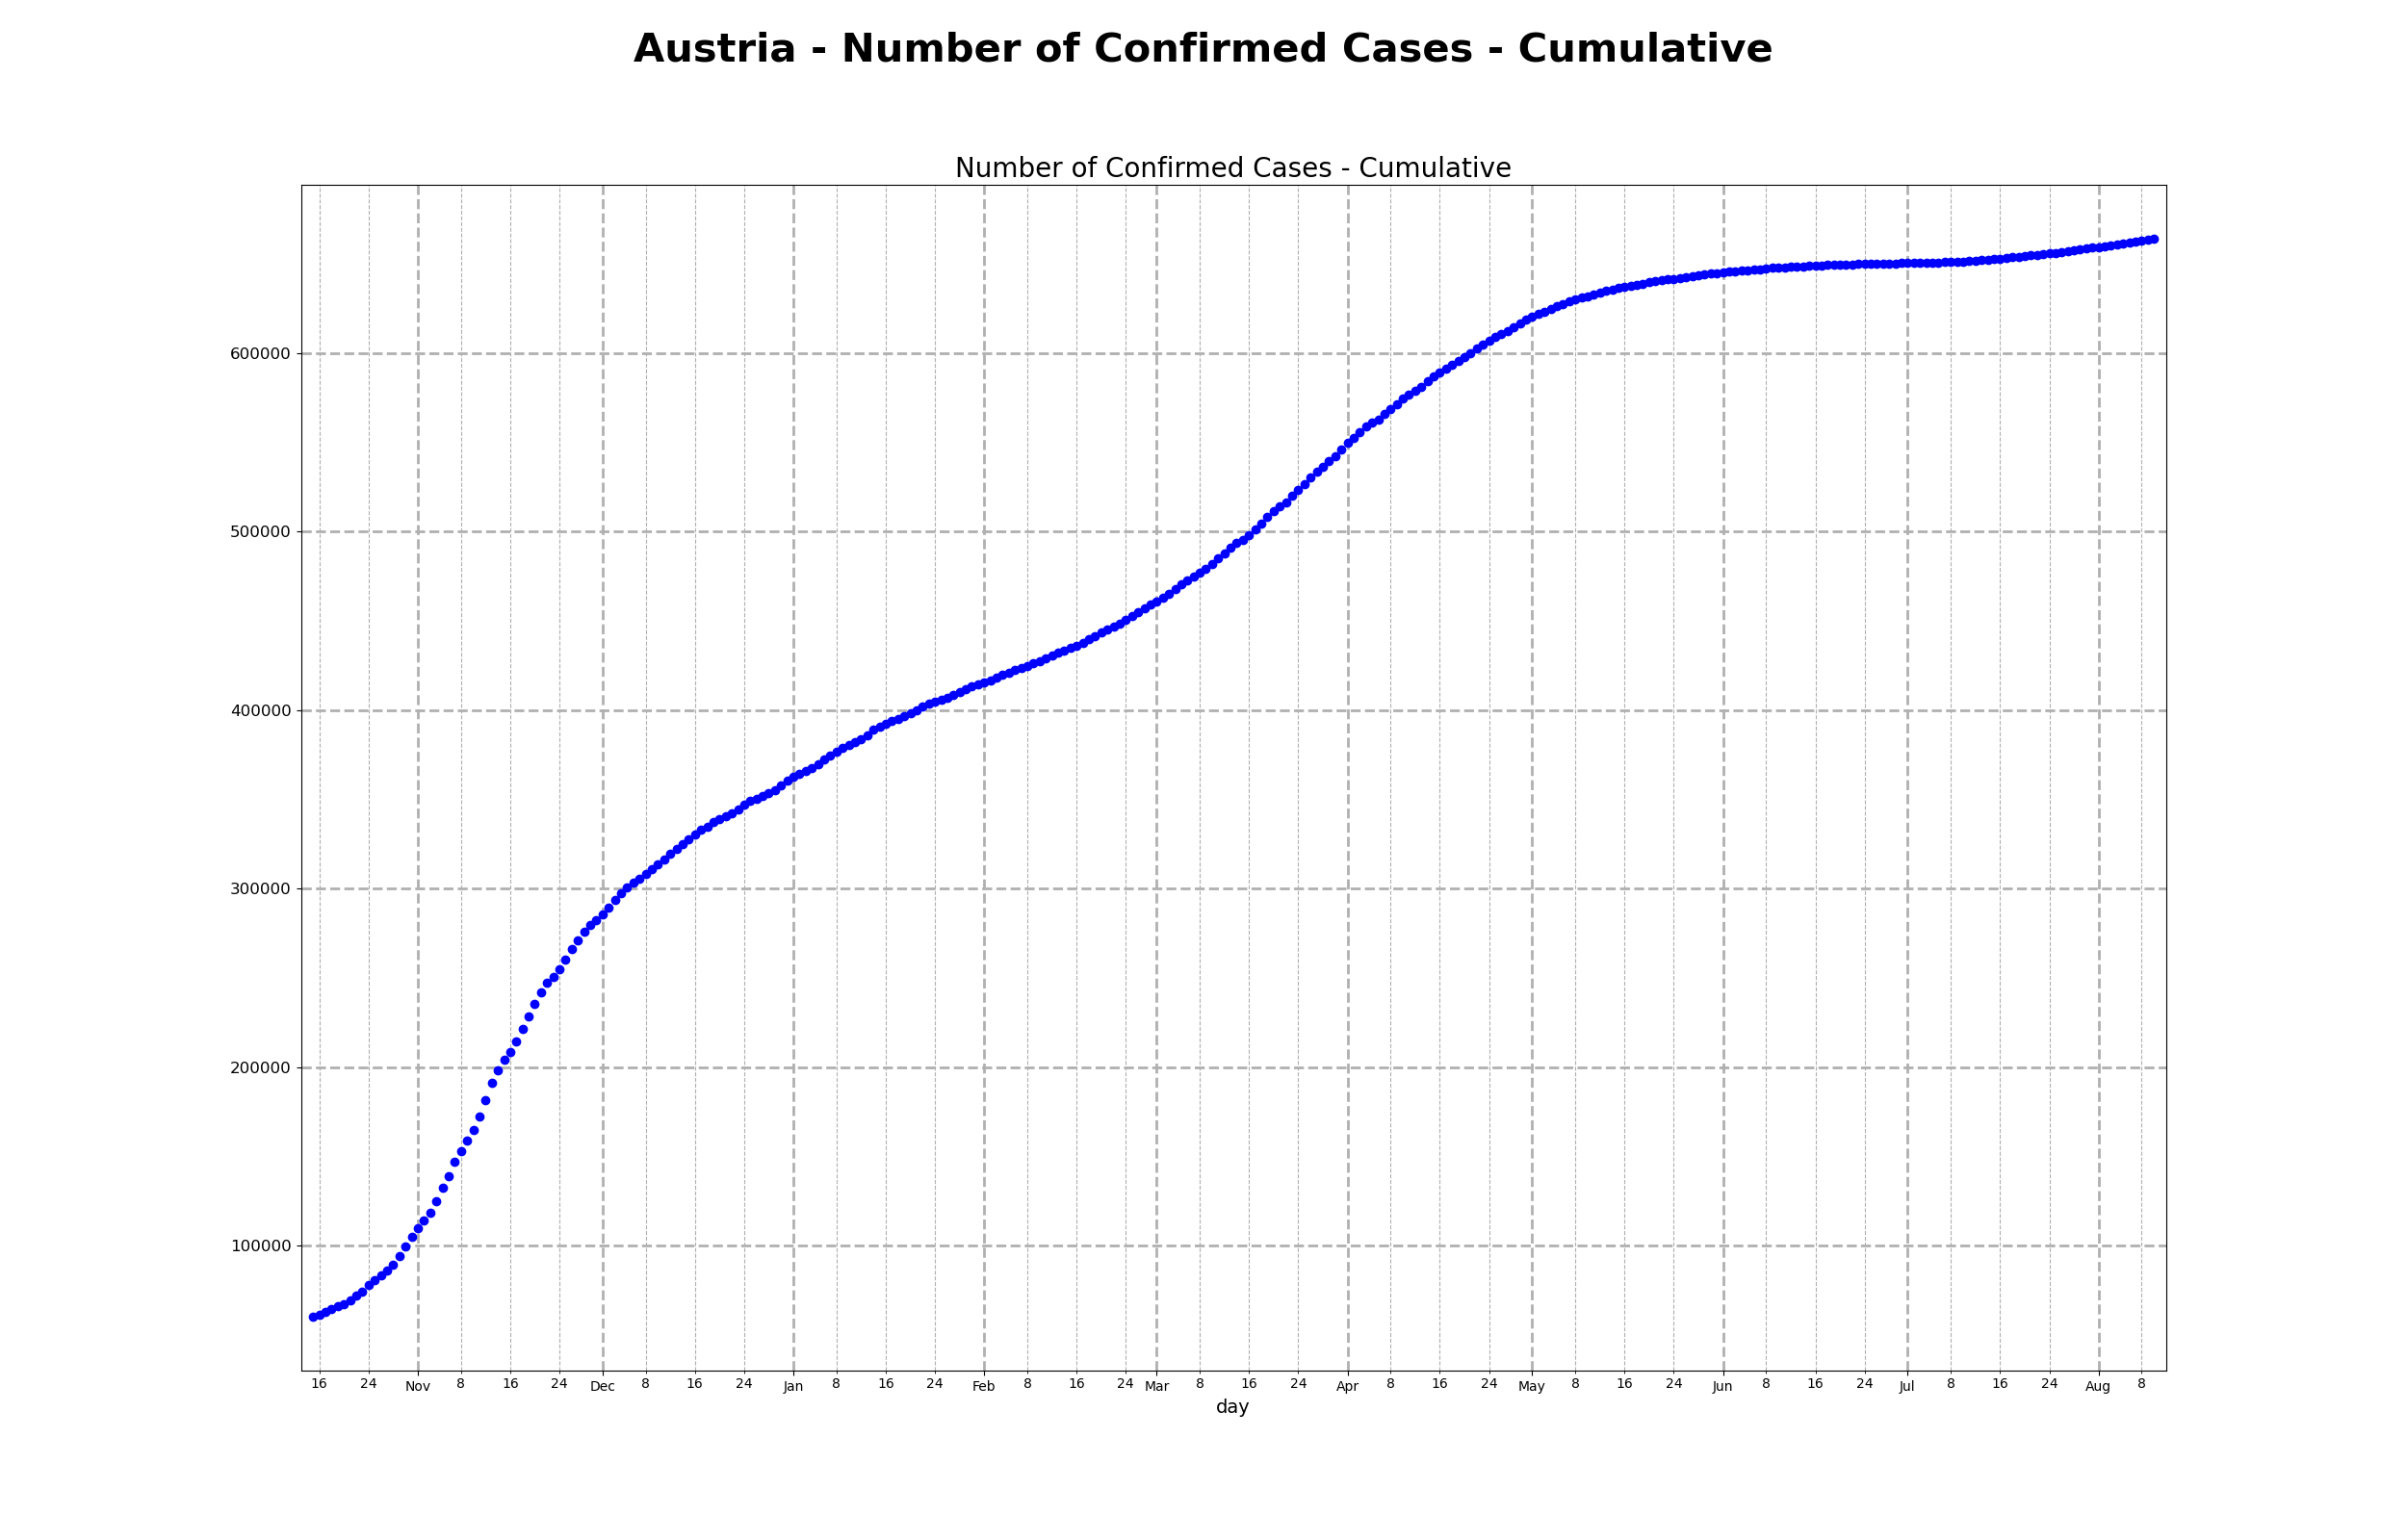 Austria - Number of Confirmed Cases - Cumulative
Number of Confirmed Cases - Cumulative
600000
500000
400000
300000
200000
100000
16 24 Nov 8 16 24 Dec 8 16 24 Jan 8 16 24 Feb 8 16 24 Mar 8 16 24 Apr 8 16 24 May 8 16 24 Jun 8 16 24 Jul 8 16 24 Aug 8
day